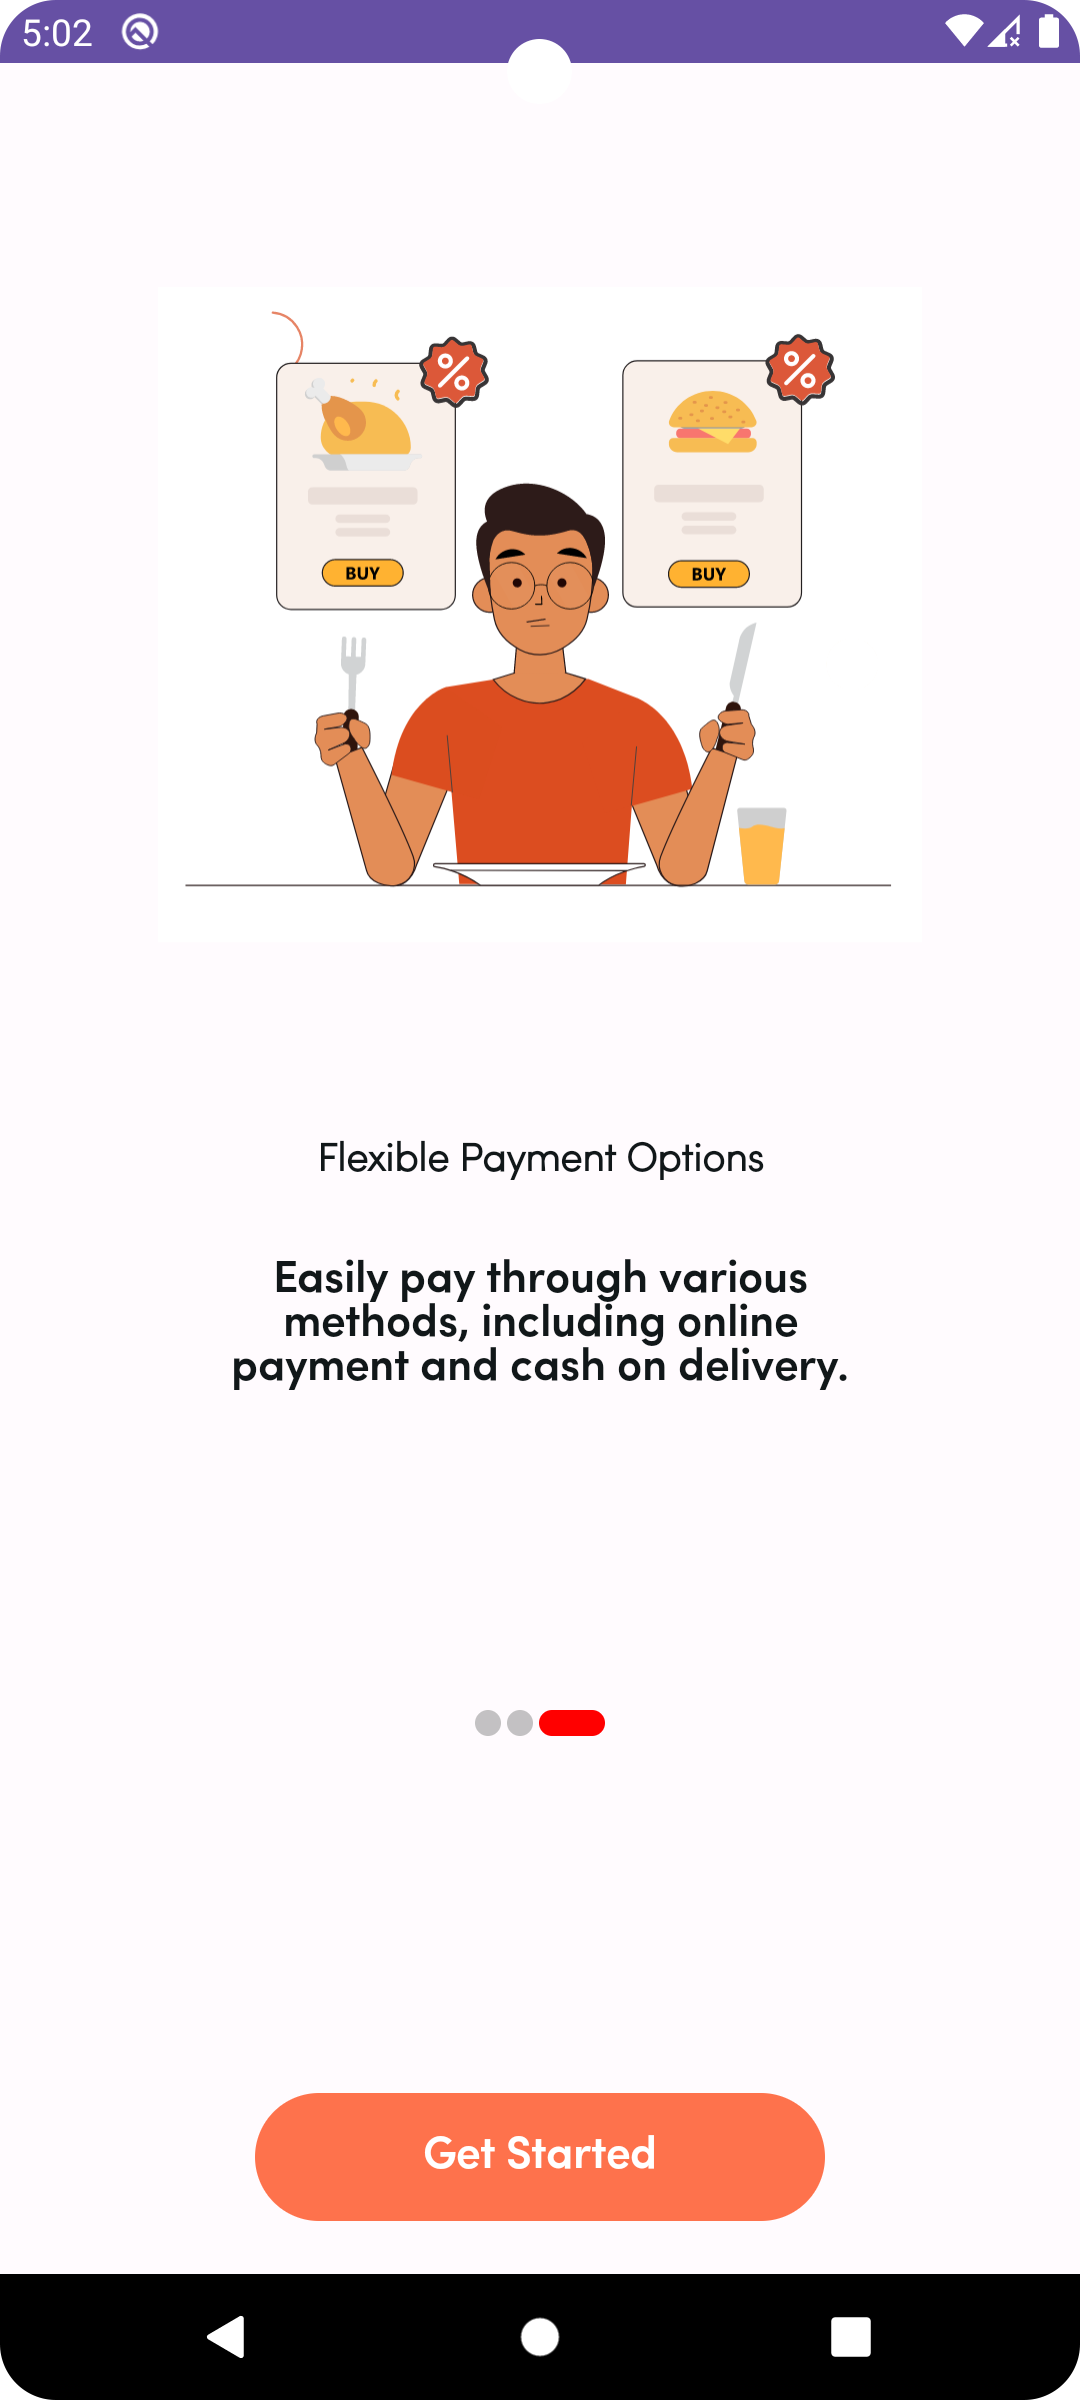 5:02
BUY
BUY
Flexible Payment Options
Easily pay through various
methods, including online
payment and cash on delivery.
Get Started